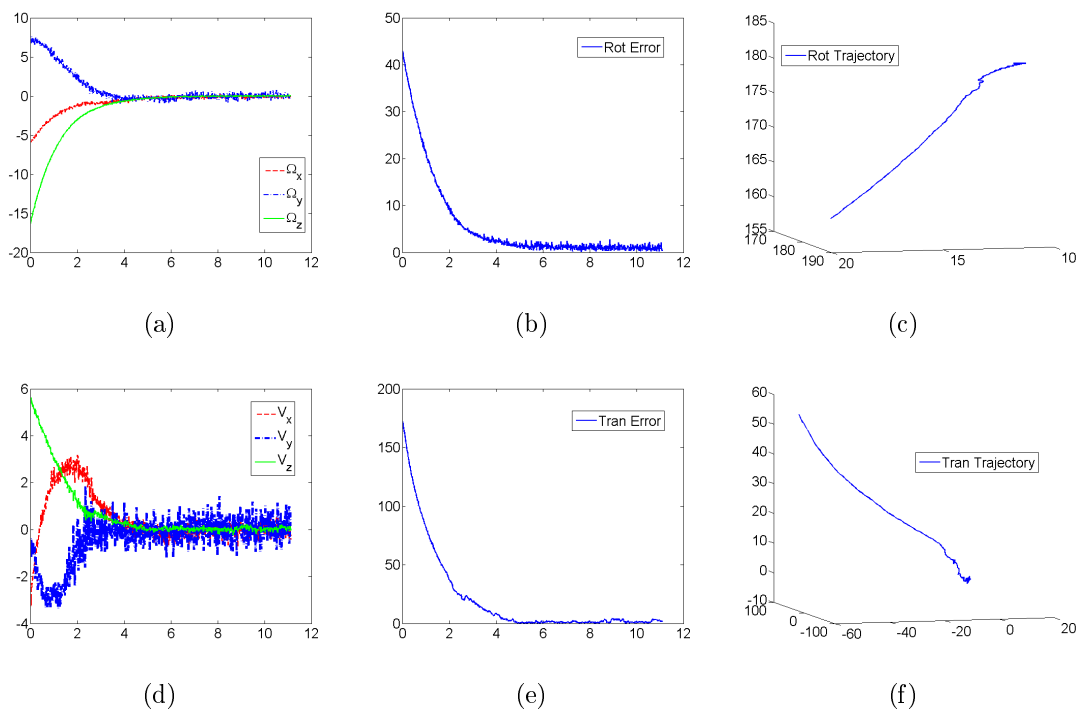 10
5
0
-5
-10
-15
-20
0 2 4 6 8 10 12
Ωx
Ωy
Ωz
(a)
50
40
30
20
10
0
0 2 4 6 8 10 12
Rot Error
(b)
185
180
175
170
165
160
155
170
180
190
20
15
10
Rot Trajectory
(c)
6
4
2
0
-2
-4
0 2 4 6 8 10 12
Vx
Vy
Vz
(d)
200
150
100
50
0
0 2 4 6 8 10 12
Tran Error
(e)
60
50
40
30
20
10
0
-10
100
0
-100
-60 -40 -20 0 20
Tran Trajectory
(f)